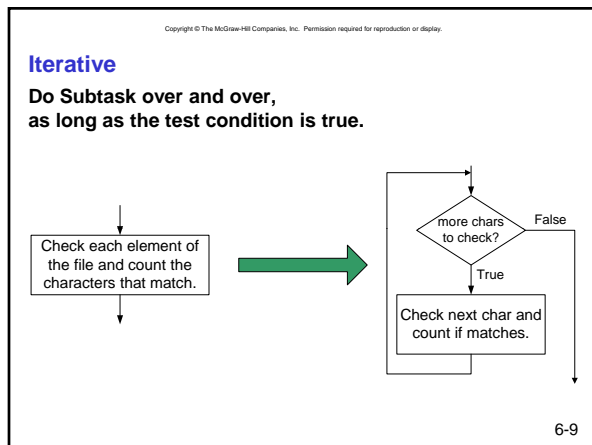 Copyright © The McGraw-Hill Companies, Inc. Permission required for reproduction or display.
Iterative
Do Subtask over and over,
as long as the test condition is true.
Check each element of
the file and count the
characters that match.
more chars
to check?
False
True
Check next char and
count if matches.
6-9